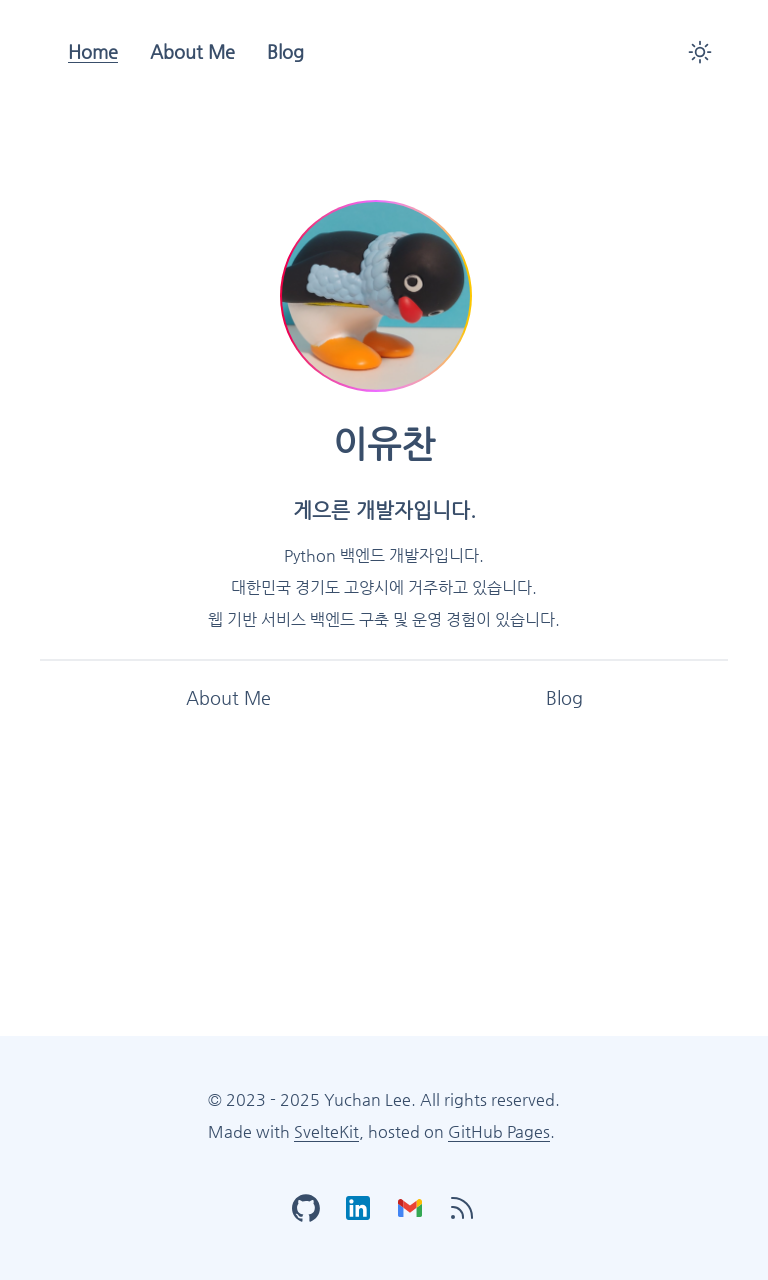 Home
About Me
Blog
이유찬
게으른 개발자입니다.
Python 백엔드 개발자입니다.
대한민국 경기도 고양시에 거주하고 있습니다.
웹 기반 서비스 백엔드 구축 및 운영 경험이 있습니다.
About Me
Blog
© 2023 - 2025 Yuchan Lee. All rights reserved.
Made with SvelteKit, hosted on GitHub Pages.
in